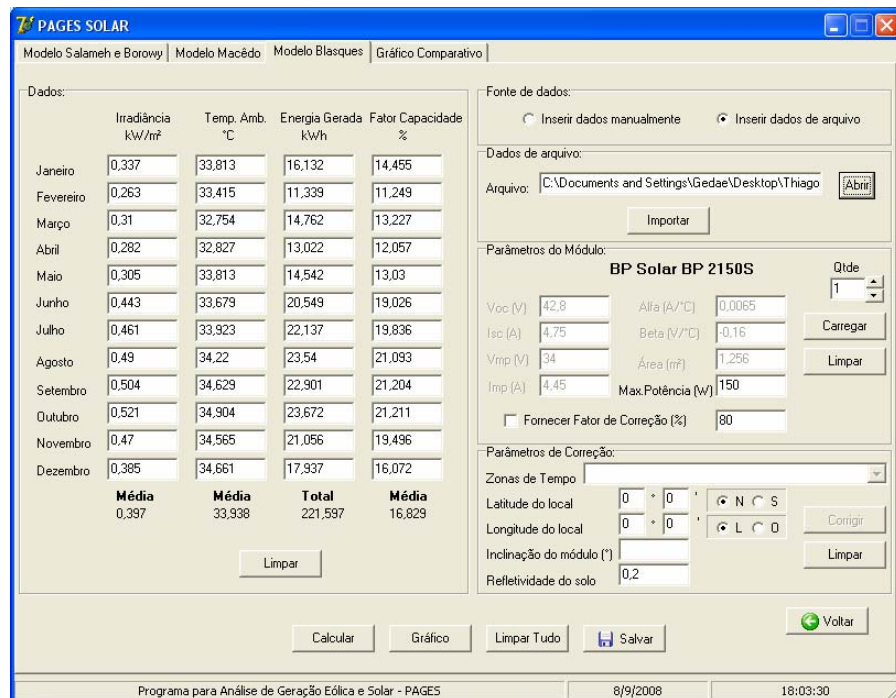 PAGES SOLAR
Modelo Salameh e Borowy Modelo Macêdo Modelo Blasques Gráfico Comparativo
Dados:
Irradiância Temp. Amb. Energia Gerada Fator Capacidade
kW/m² °C kWh %
Janeiro 0,337 33,813 16,132 14,455
Fevereiro 0,263 33,415 11,339 11,249
Março 0,31 32,754 14,762 13,227
Abril 0,282 32,827 13,022 12,057
Maio 0,305 33,813 14,542 13,03
Junho 0,443 33,679 20,549 19,026
Julho 0,461 33,923 22,137 19,836
Agosto 0,49 34,22 23,54 21,093
Setembro 0,504 34,629 22,901 21,204
Outubro 0,521 34,904 23,672 21,211
Novembro 0,47 34,565 21,056 19,496
Dezembro 0,385 34,661 17,937 16,072
Média Média Total Média
0,397 33,938 221,597 16,829
Limpar
Fonte de dados:
Inserir dados manualmente Inserir dados de arquivo
Dados de arquivo:
Arquivo: C:\Documents and Settings\Gedae\Desktop\Thiago Abrir
Importar
Parâmetros do Módulo:
BP Solar BP 2150S Qtde
1
Voc (V) 42,8 Alfa (A/°C) 0,0065
Isc (A) 4,75 Beta (V/°C) -0,16 Carregar
Vmp (V) 34 Área (m²) 1,256 Limpar
Imp (A) 4,45 Max.Potência (W) 150
Fornecer Fator de Correção (%) 80
Parâmetros de Correção:
Zonas de Tempo
Latitude do local 0 ° 0 ' N S
Longitude do local 0 ° 0 ' L O Corrigir
Inclinação do módulo (°) Limpar
Refletividade do solo 0,2
Voltar
Calcular Gráfico Limpar Tudo Salvar
Programa para Análise de Geração Eólica e Solar - PAGES 8/9/2008 18:03:30